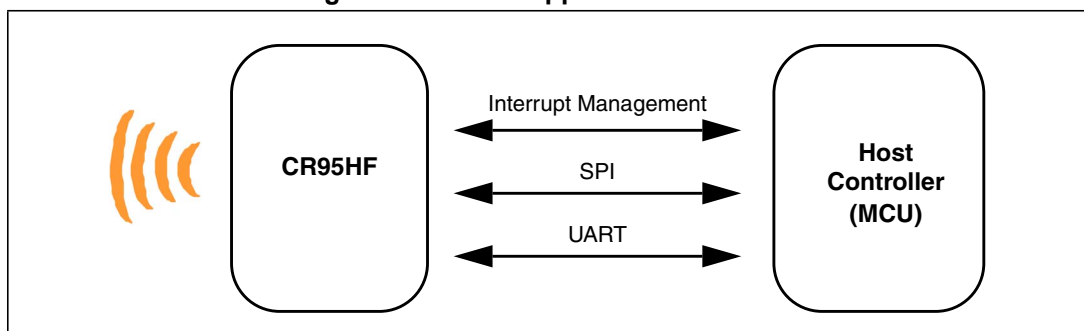 Interrupt Management
CR95HF
SPI
UART
Host
Controller
(MCU)